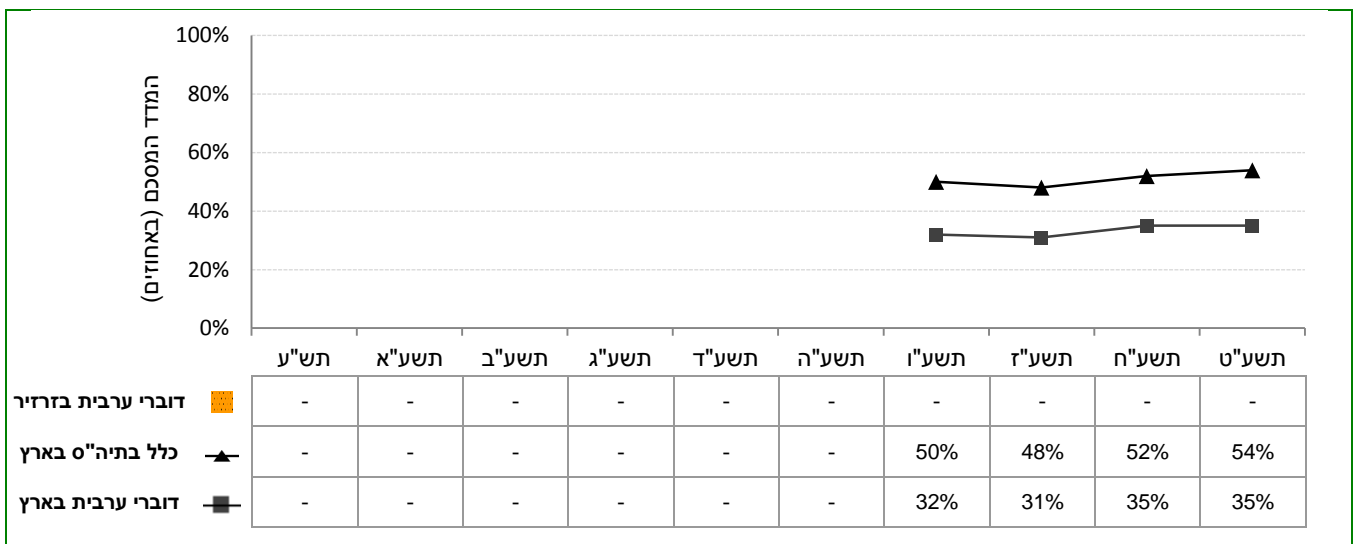 המדד המסכם (באחוזים)
100%
80%
60%
40%
20%
0%
תש"ע תשע"א תשע"ב תשע"ג תשע"ד תשע"ה תשע"ו תשע"ז תשע"ח תשע"ט
דוברי ערבית בזרזיר - - - - - - - - - -
כלל בתיה"ס בארץ - - - - - - 50% 48% 52% 54%
דוברי ערבית בארץ - - - - - - 32% 31% 35% 35%